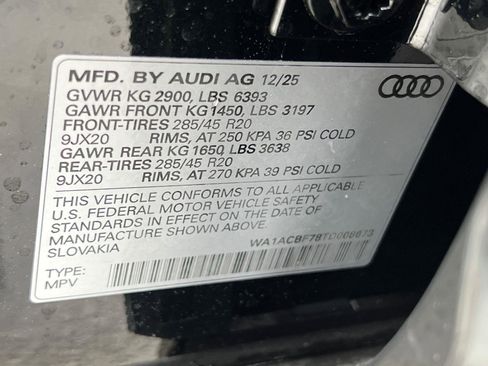 MFD. BY AUDI AG 12/25
GVWR KG 2900, LBS 6393
GAWR FRONT KG1450, LBS 3197
FRONT-TIRES 285/45 R20
9JX20 RIMS, AT 250 KPA 36 PSI COLD
GAWR REAR KG 1650, LBS 3638
REAR-TIRES 285/45 R20
9JX20 RIMS, AT 270 KPA 39 PSI COLD
THIS VEHICLE CONFORMS TO ALL APPLICABLE
U.S. FEDERAL MOTOR VEHICLE SAFETY
STANDARDS IN EFFECT ON THE DATE OF
MANUFACTURE SHOWN ABOVE.
SLOVAKIA
TYPE:
MPV